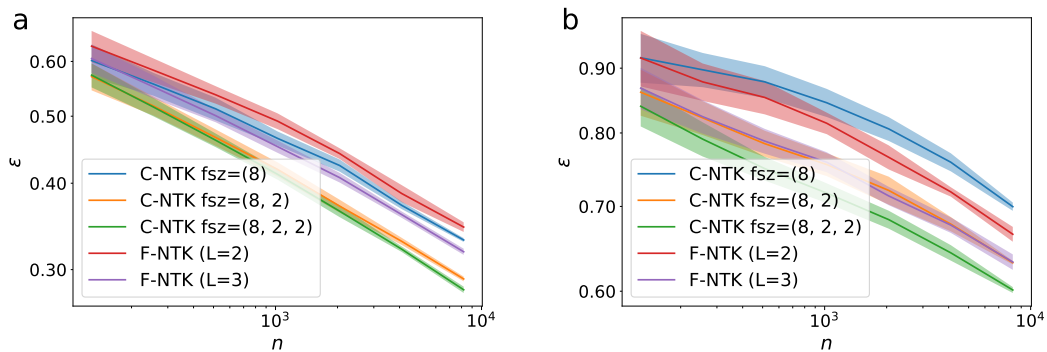 a
ε
0.60
0.50
0.40
0.30
C-NTK fsz=(8)
C-NTK fsz=(8, 2)
C-NTK fsz=(8, 2, 2)
F-NTK (L=2)
F-NTK (L=3)
10³
10⁴
n
b
ε
0.90
0.80
0.70
0.60
C-NTK fsz=(8)
C-NTK fsz=(8, 2)
C-NTK fsz=(8, 2, 2)
F-NTK (L=2)
F-NTK (L=3)
10³
10⁴
n